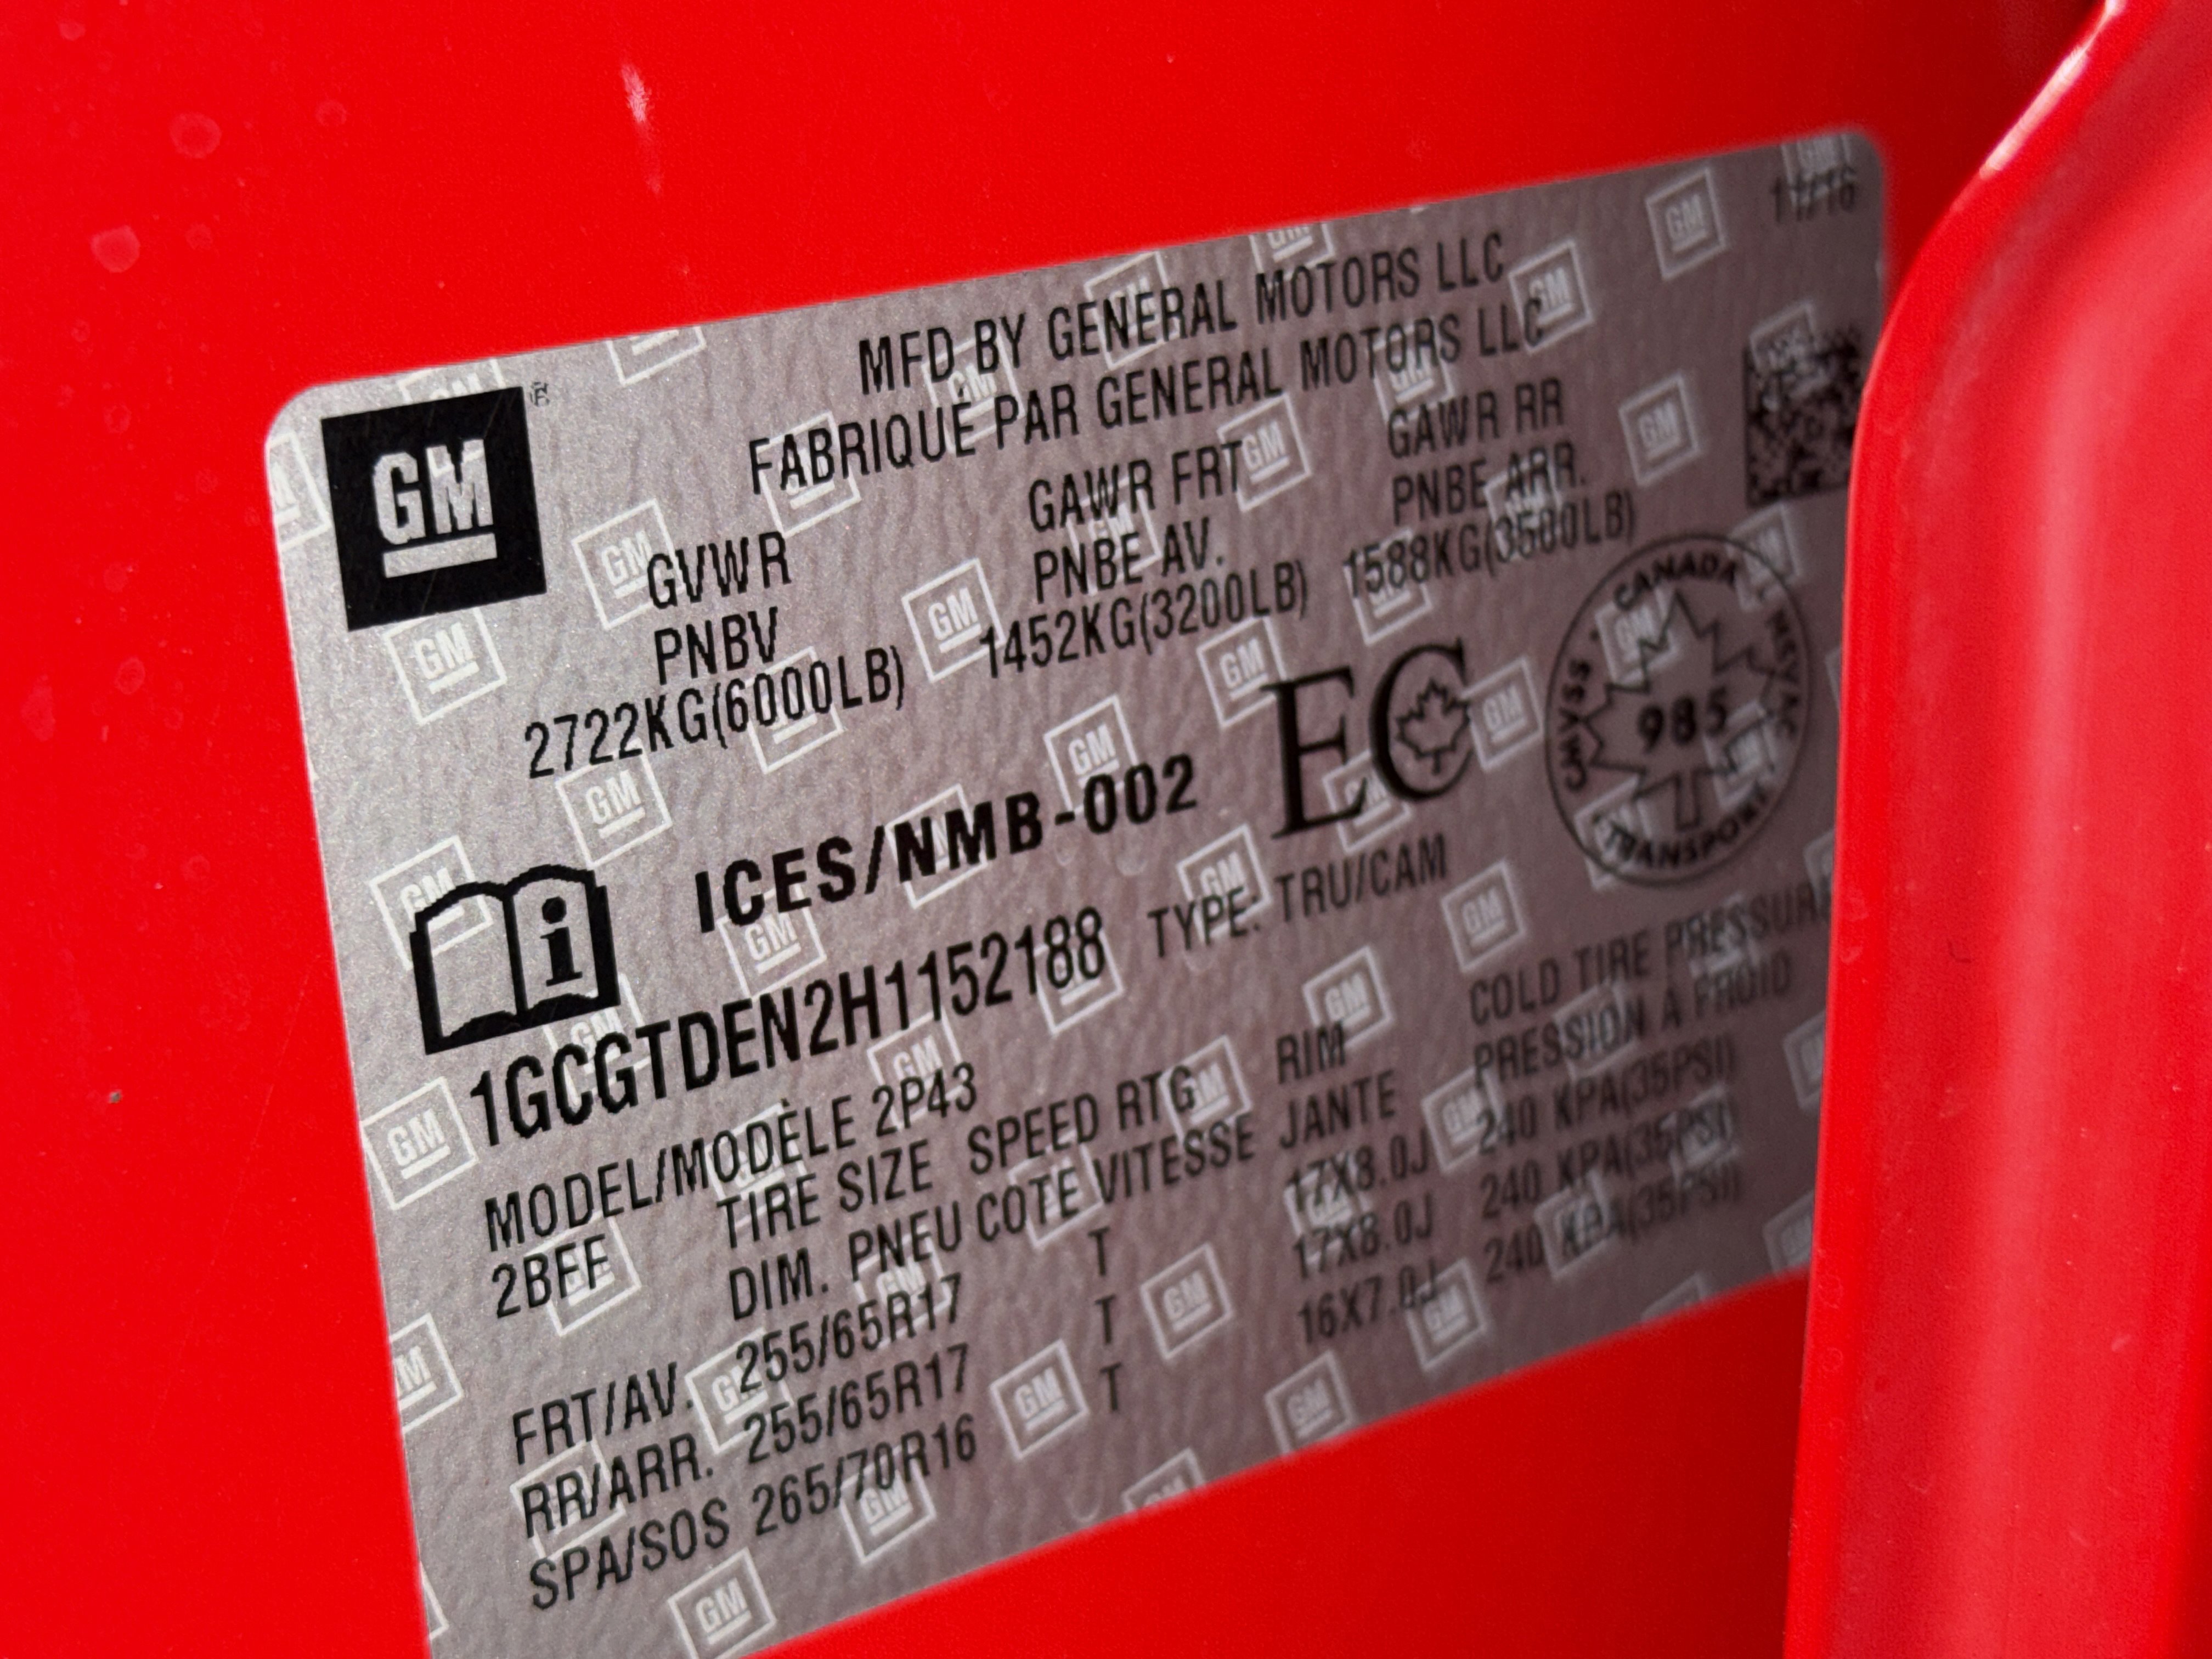 11/16
MFD BY GENERAL MOTORS LLC
FABRIQUÉ PAR GENERAL MOTORS LLC
GM
GVWR GAWR FRT GAWR RR
PNBV PNBE AV. PNBE ARR.
2722KG(6000LB) 1452KG(3200LB) 1588KG(3500LB)
ICES/NMB-002 EC
CANADA
CMVSS • NSVAC
985
TRANSPORT
1GCGTDEN2H1152188 TYPE: TRU/CAM
MODEL/MODÈLE 2P43
2BFF TIRE SIZE SPEED RTG RIM COLD TIRE PRESSURE
DIM. PNEU COTE VITESSE JANTE PRESSION A FROID
FRT/AV. 255/65R17 T 17X8.0J 240 KPA(35PSI)
RR/ARR. 255/65R17 T 17X8.0J 240 KPA(35PSI)
SPA/SOS 265/70R16 T 16X7.0J 240 KPA(35PSI)